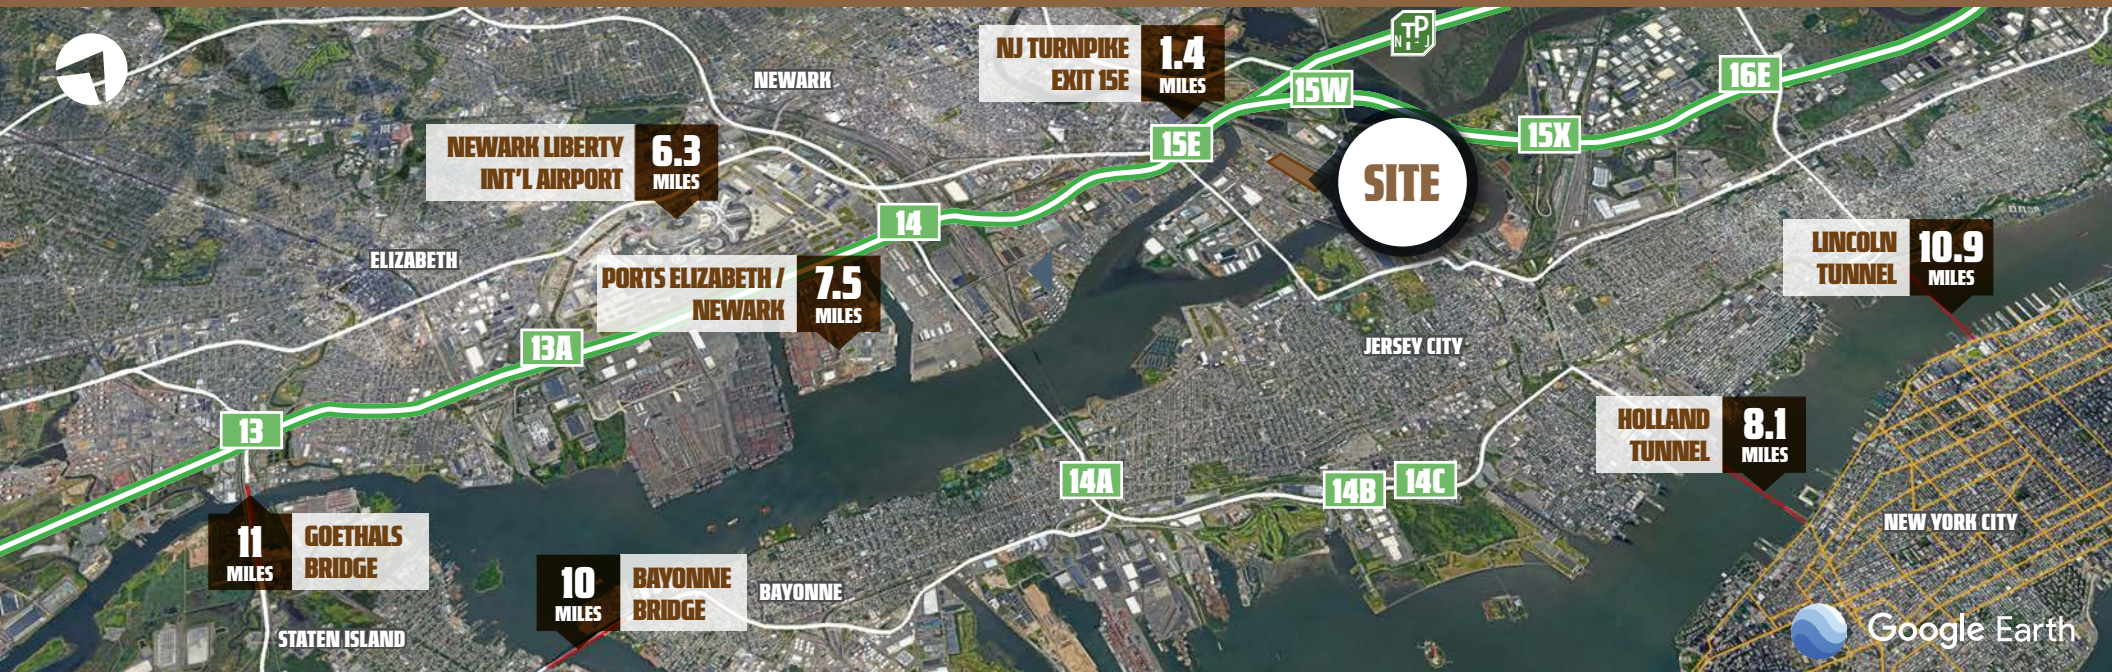 NJ TURNPIKE
EXIT 15E
1.4
MILES
NJ
TP
15W
16E
NEWARK
15E
15X
NEWARK LIBERTY
INT'L AIRPORT
6.3
MILES
SITE
14
ELIZABETH
LINCOLN
TUNNEL
10.9
MILES
PORTS ELIZABETH /
NEWARK
7.5
MILES
13A
JERSEY CITY
13
HOLLAND
TUNNEL
8.1
MILES
14A
14B
14C
NEW YORK CITY
11
MILES
GOETHALS
BRIDGE
10
MILES
BAYONNE
BRIDGE
BAYONNE
STATEN ISLAND
Google Earth